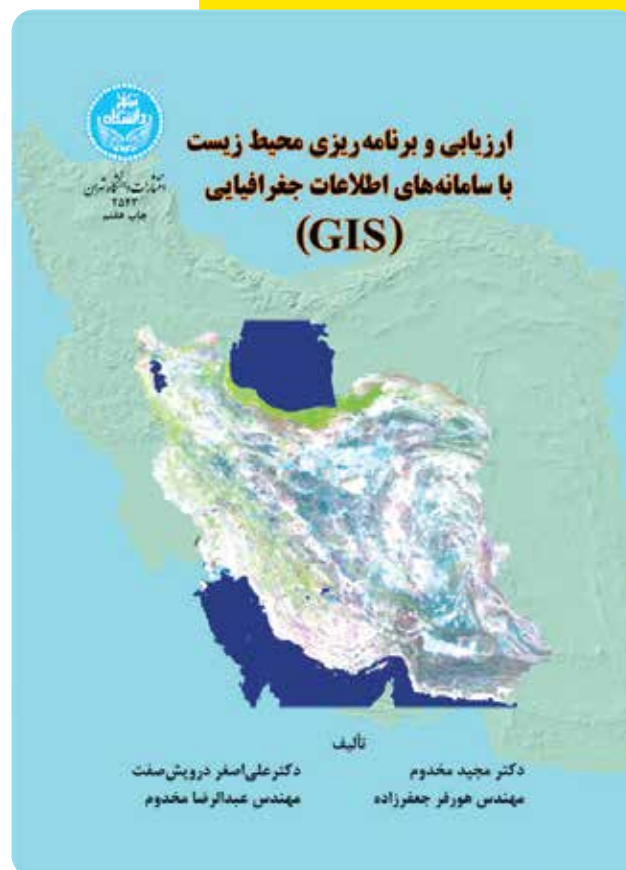 ارزیابی و برنامه‌ریزی محیط زیست
با سامانه‌های اطلاعات جغرافیایی
(GIS)
انتشارات دانشگاه تهران
۲۵۴۳
چاپ هفتم
تألیف
دکتر مجید مخدوم
دکتر علی‌اصغر درویش‌صفت
مهندس هورفر جعفرزاده
مهندس عبدالرضا مخدوم